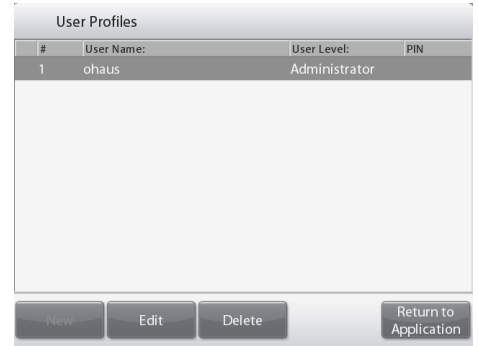 User Profiles
# User Name: User Level: PIN
1 ohaus Administrator
New Edit Delete Return to
Application